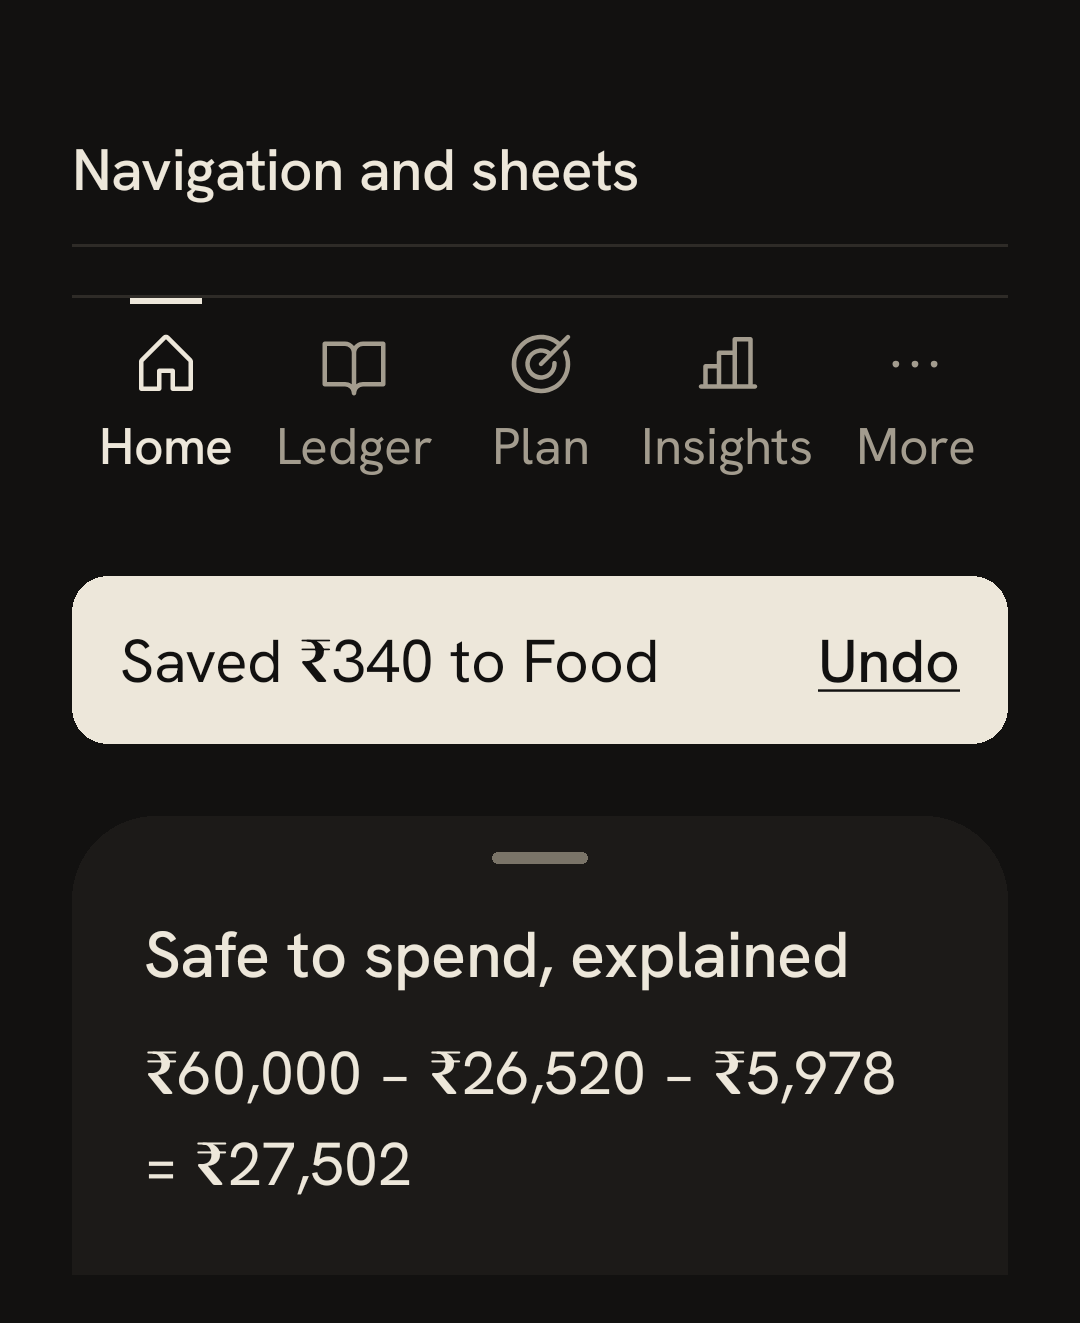 Navigation and sheets
Home Ledger Plan Insights More
Saved ₹340 to Food Undo
Safe to spend, explained
₹60,000 – ₹26,520 – ₹5,978
= ₹27,502